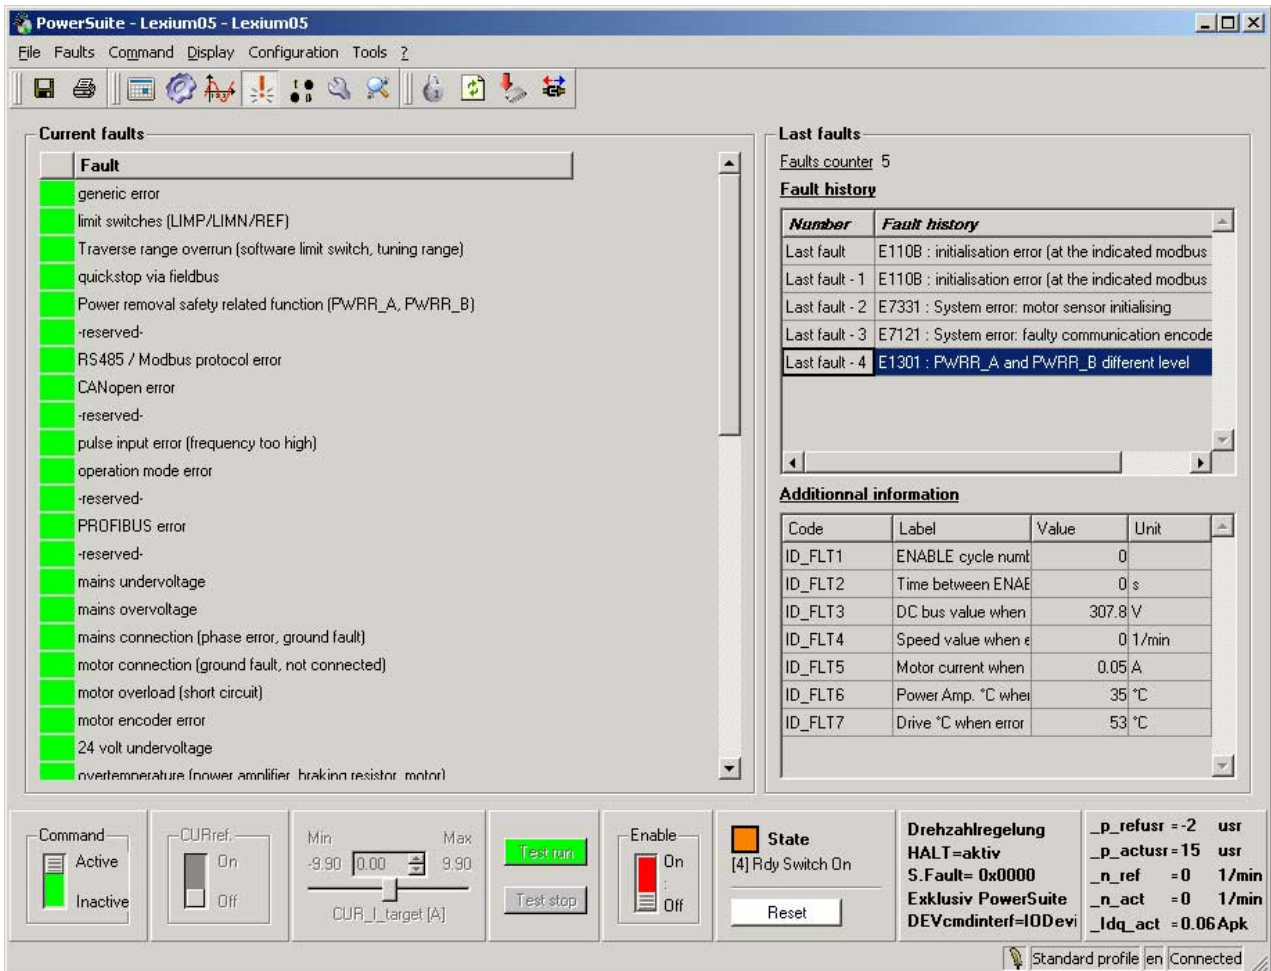 PowerSuite - Lexium05 - Lexium05
File Faults Command Display Configuration Tools ?
Current faults
Fault
generic error
limit switches (LIMP/LIMN/REF)
Traverse range overrun (software limit switch, tuning range)
quickstop via fieldbus
Power removal safety related function (PWRR_A, PWRR_B)
-reserved-
RS485 / Modbus protocol error
CANopen error
-reserved-
pulse input error (frequency too high)
operation mode error
-reserved-
PROFIBUS error
-reserved-
mains undervoltage
mains overvoltage
mains connection (phase error, ground fault)
motor connection (ground fault, not connected)
motor overload (short circuit)
motor encoder error
24 volt undervoltage
overtemperature (power amplifier, braking resistor, motor)
Last faults
Faults counter 5
Fault history
Number Fault history
Last fault E110B : initialisation error (at the indicated modbus
Last fault - 1 E110B : initialisation error (at the indicated modbus
Last fault - 2 E7331 : System error: motor sensor initialising
Last fault - 3 E7121 : System error: faulty communication encode
Last fault - 4 E1301 : PWRR_A and PWRR_B different level
Additionnal information
Code Label Value Unit
ID_FLT1 ENABLE cycle numb 0
ID_FLT2 Time between ENAE 0 s
ID_FLT3 DC bus value when 307.8 V
ID_FLT4 Speed value when e 0 1/min
ID_FLT5 Motor current when 0.05 A
ID_FLT6 Power Amp. °C when 35 °C
ID_FLT7 Drive °C when error 53 °C
Command
Active
Inactive
CURref.
On
Off
Min Max
-9.90 0.00 9.90
CUR_I_target [A]
Test run
Test stop
Enable
On
:
Off
State
[4] Rdy Switch On
Reset
Drehzahlregelung
HALT=aktiv
S.Fault= 0x0000
Exklusiv PowerSuite
DEVcmdinterf=IODevi
_p_refusr =-2 usr
_p_actusr =15 usr
_n_ref =0 1/min
_n_act =0 1/min
_Idq_act =0.06 Apk
Standard profile en Connected